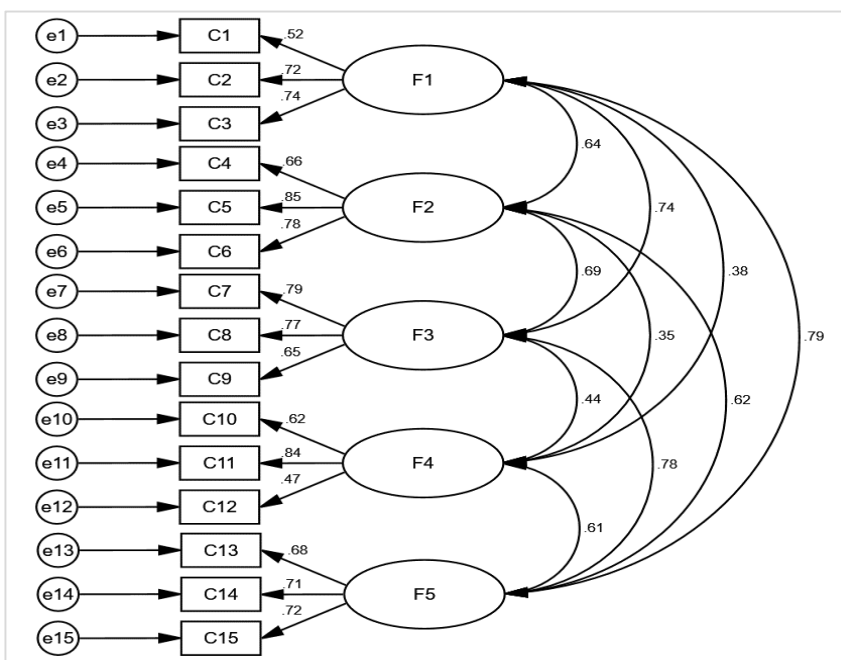 e1 C1 .52
e2 C2 .72 F1
e3 C3 .74
.64
e4 C4 .66
e5 C5 .85 F2 .74
e6 C6 .78
.69 .38
e7 C7 .79
e8 C8 .77 F3 .35 .79
e9 C9 .65
.44 .62
e10 C10 .62
e11 C11 .84 F4 .78
e12 C12 .47
.61
e13 C13 .68
e14 C14 .71 F5
e15 C15 .72